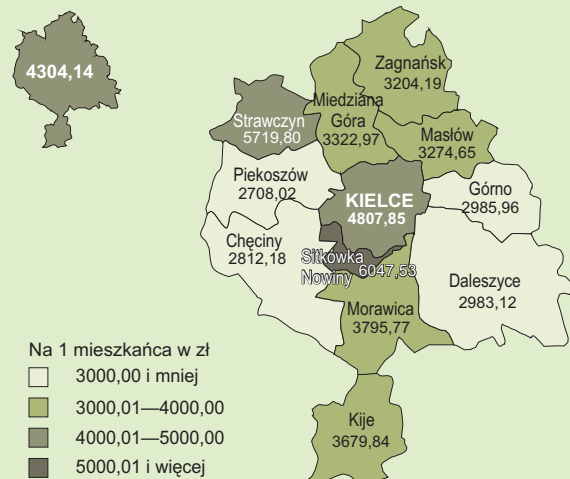 4304,14
Zagnańsk
3204,19
Miedziana
Góra
3322,97
Strawczyn
5719,80
Masłów
3274,65
Piekoszów
2708,02
KIELCE
4807,85
Górno
2985,96
Chęciny
2812,18
Sitkówka
Nowiny
6047,53
Daleszyce
2983,12
Morawica
3795,77
Kije
3679,84
Na 1 mieszkańca w zł
3000,00 i mniej
3000,01—4000,00
4000,01—5000,00
5000,01 i więcej